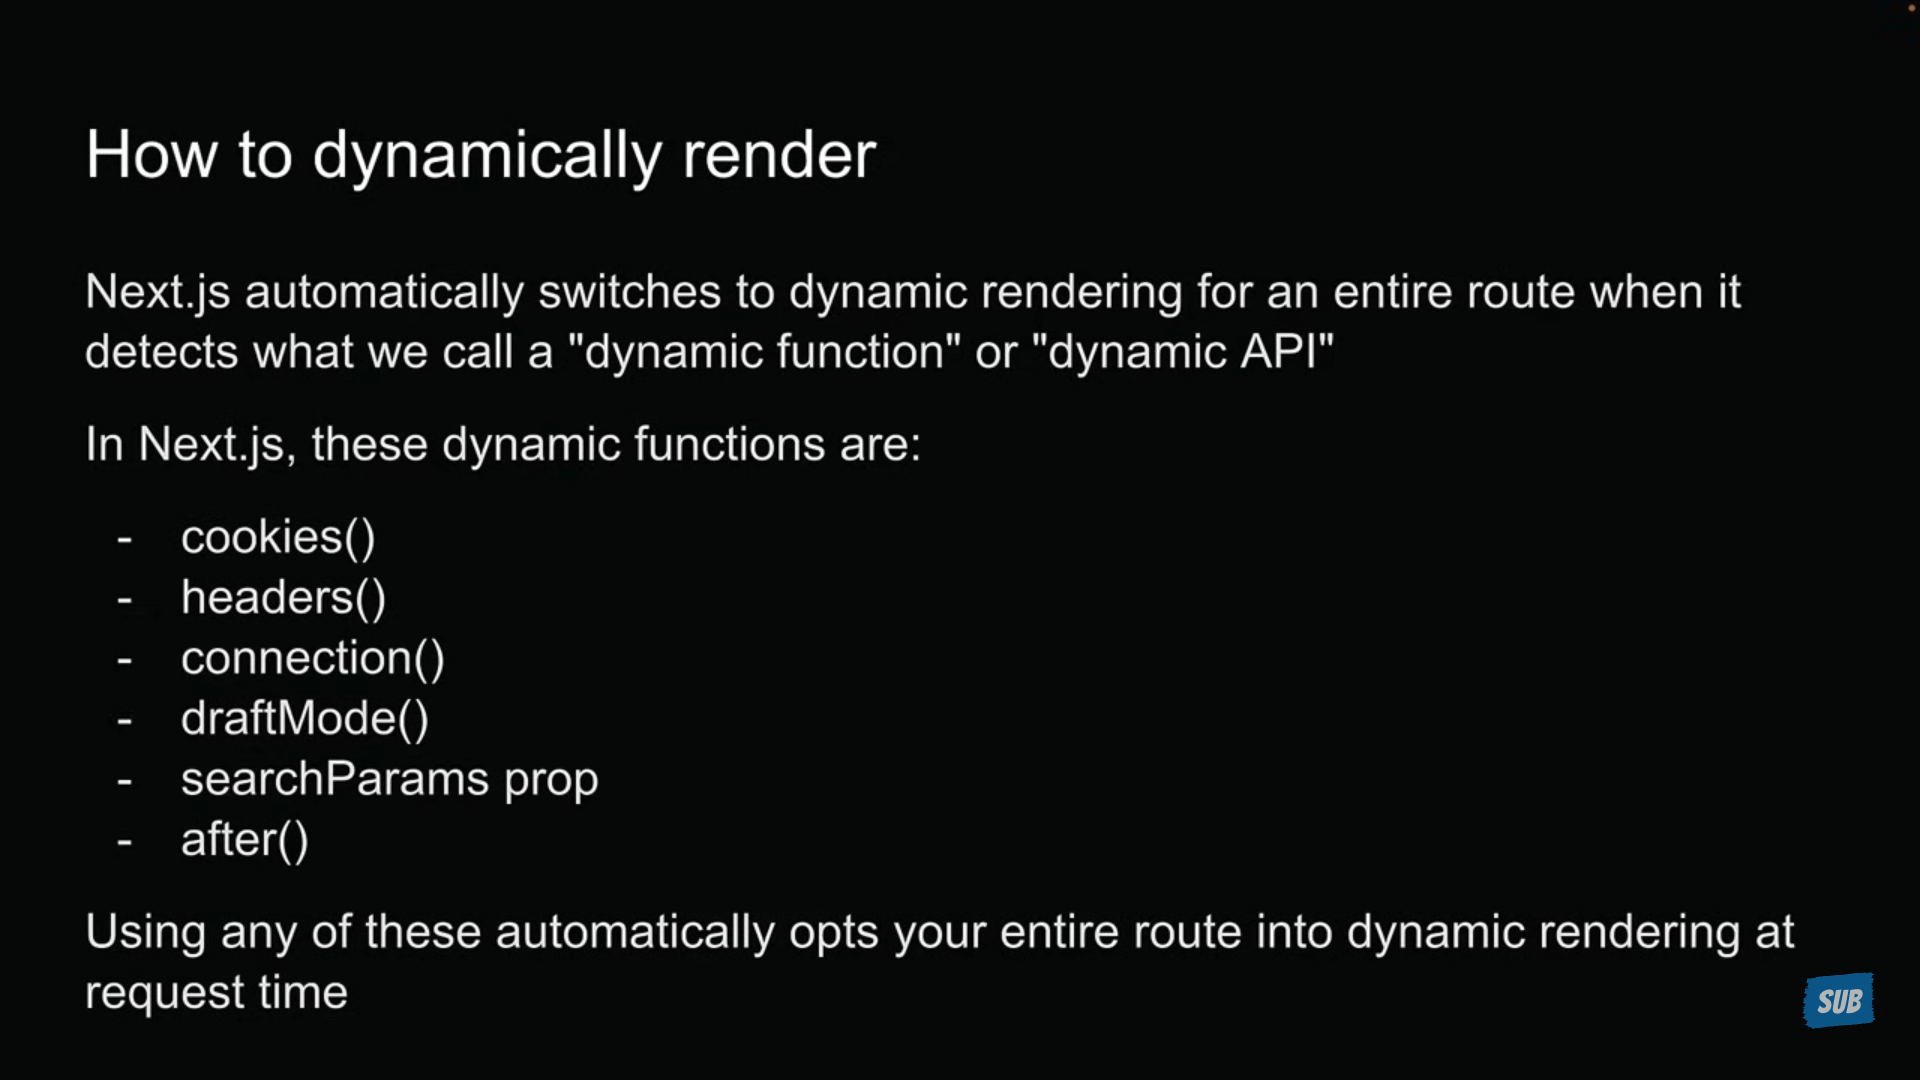 How to dynamically render
Next.js automatically switches to dynamic rendering for an entire route when it
detects what we call a "dynamic function" or "dynamic API"
In Next.js, these dynamic functions are:
- cookies()
- headers()
- connection()
- draftMode()
- searchParams prop
- after()
Using any of these automatically opts your entire route into dynamic rendering at
request time
SUB